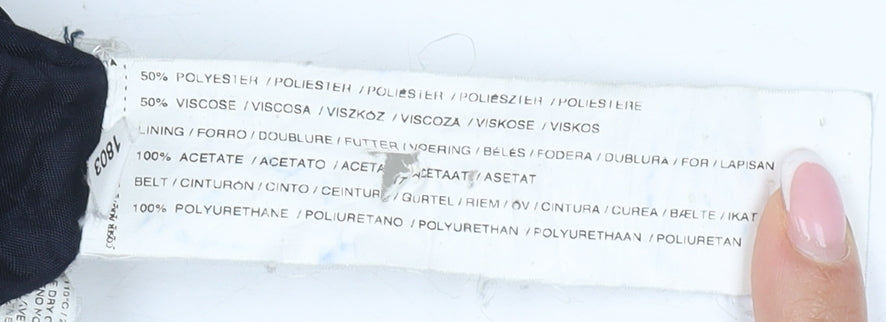 50% POLYESTER / POLIESTER / POLIÉSTER / POLIÉSZTER / POLIESTERE
50% VISCOSE / VISCOSA / VISZKÓZ / VISCOZA / VISKOSE / VISKOS
LINING / FORRO / DOUBLURE / FUTTER / VOERING / BÉLÉS / FODERA / DUBLURA / FOR / LAPISAN
100% ACETATE / ACETATO / ACETA ACETAAT / ASETAT
BELT / CINTURÓN / CINTO / CEINTURE / GÜRTEL / RIEM / ÖV / CINTURA / CUREA / BÆLTE / IKAT
100% POLYURETHANE / POLIURETANO / POLYURETHAN / POLYURETHAAN / POLIURETAN
1803